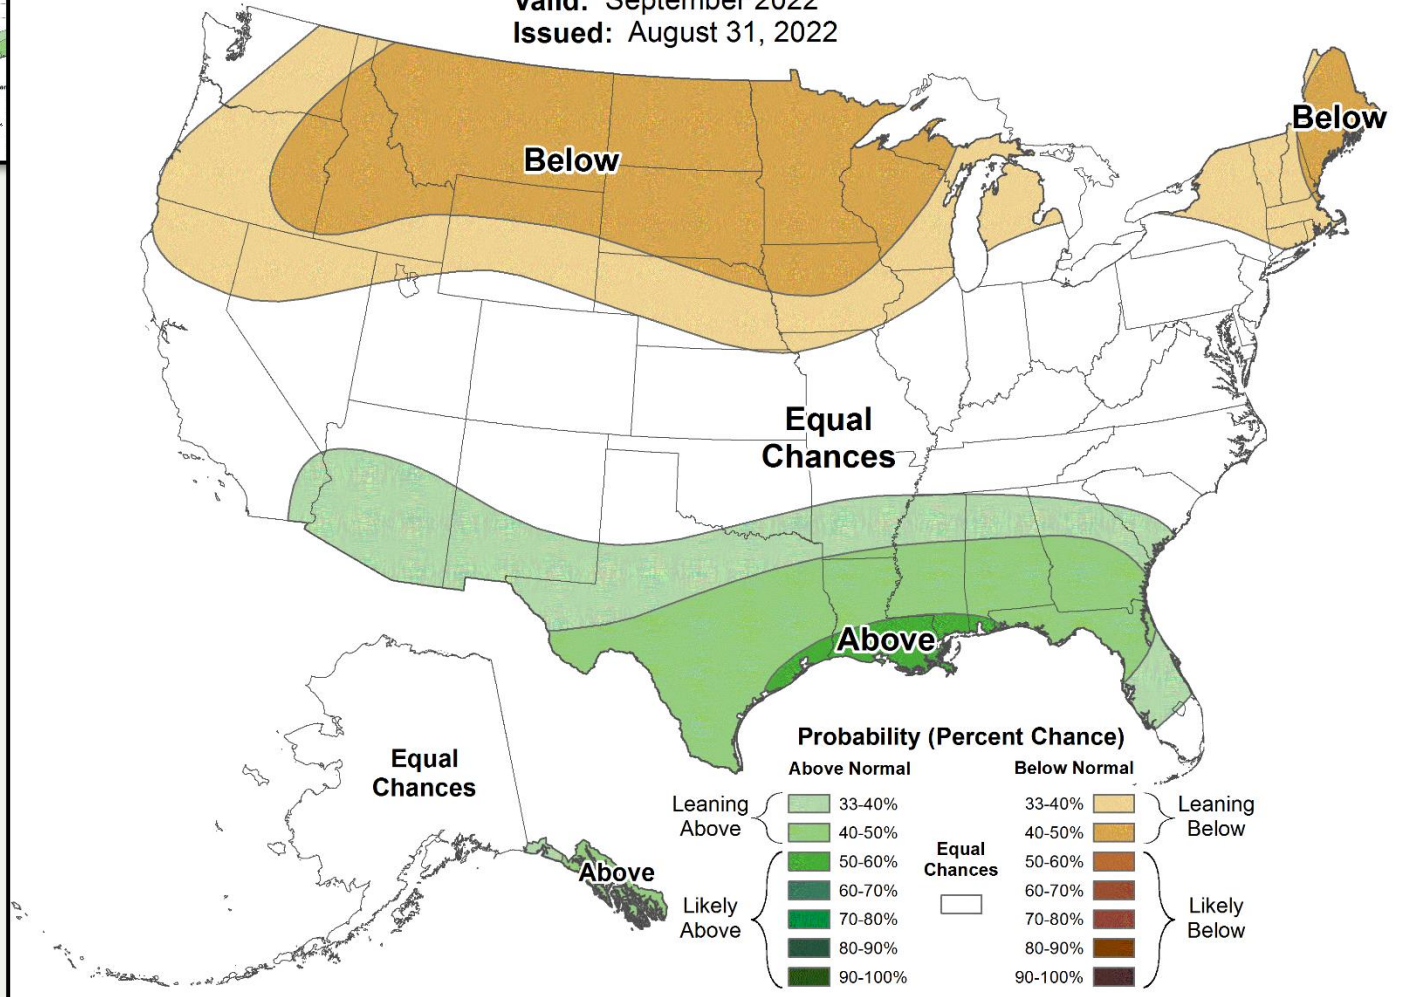 Valid: September 2022
Issued: August 31, 2022
Below
Below
Equal
Chances
Above
Equal
Chances
Above
Probability (Percent Chance)
Above Normal
Below Normal
Leaning
Above
33-40%
40-50%
Likely
Above
50-60%
60-70%
70-80%
80-90%
90-100%
Equal
Chances
33-40%
40-50%
Leaning
Below
50-60%
60-70%
70-80%
80-90%
90-100%
Likely
Below